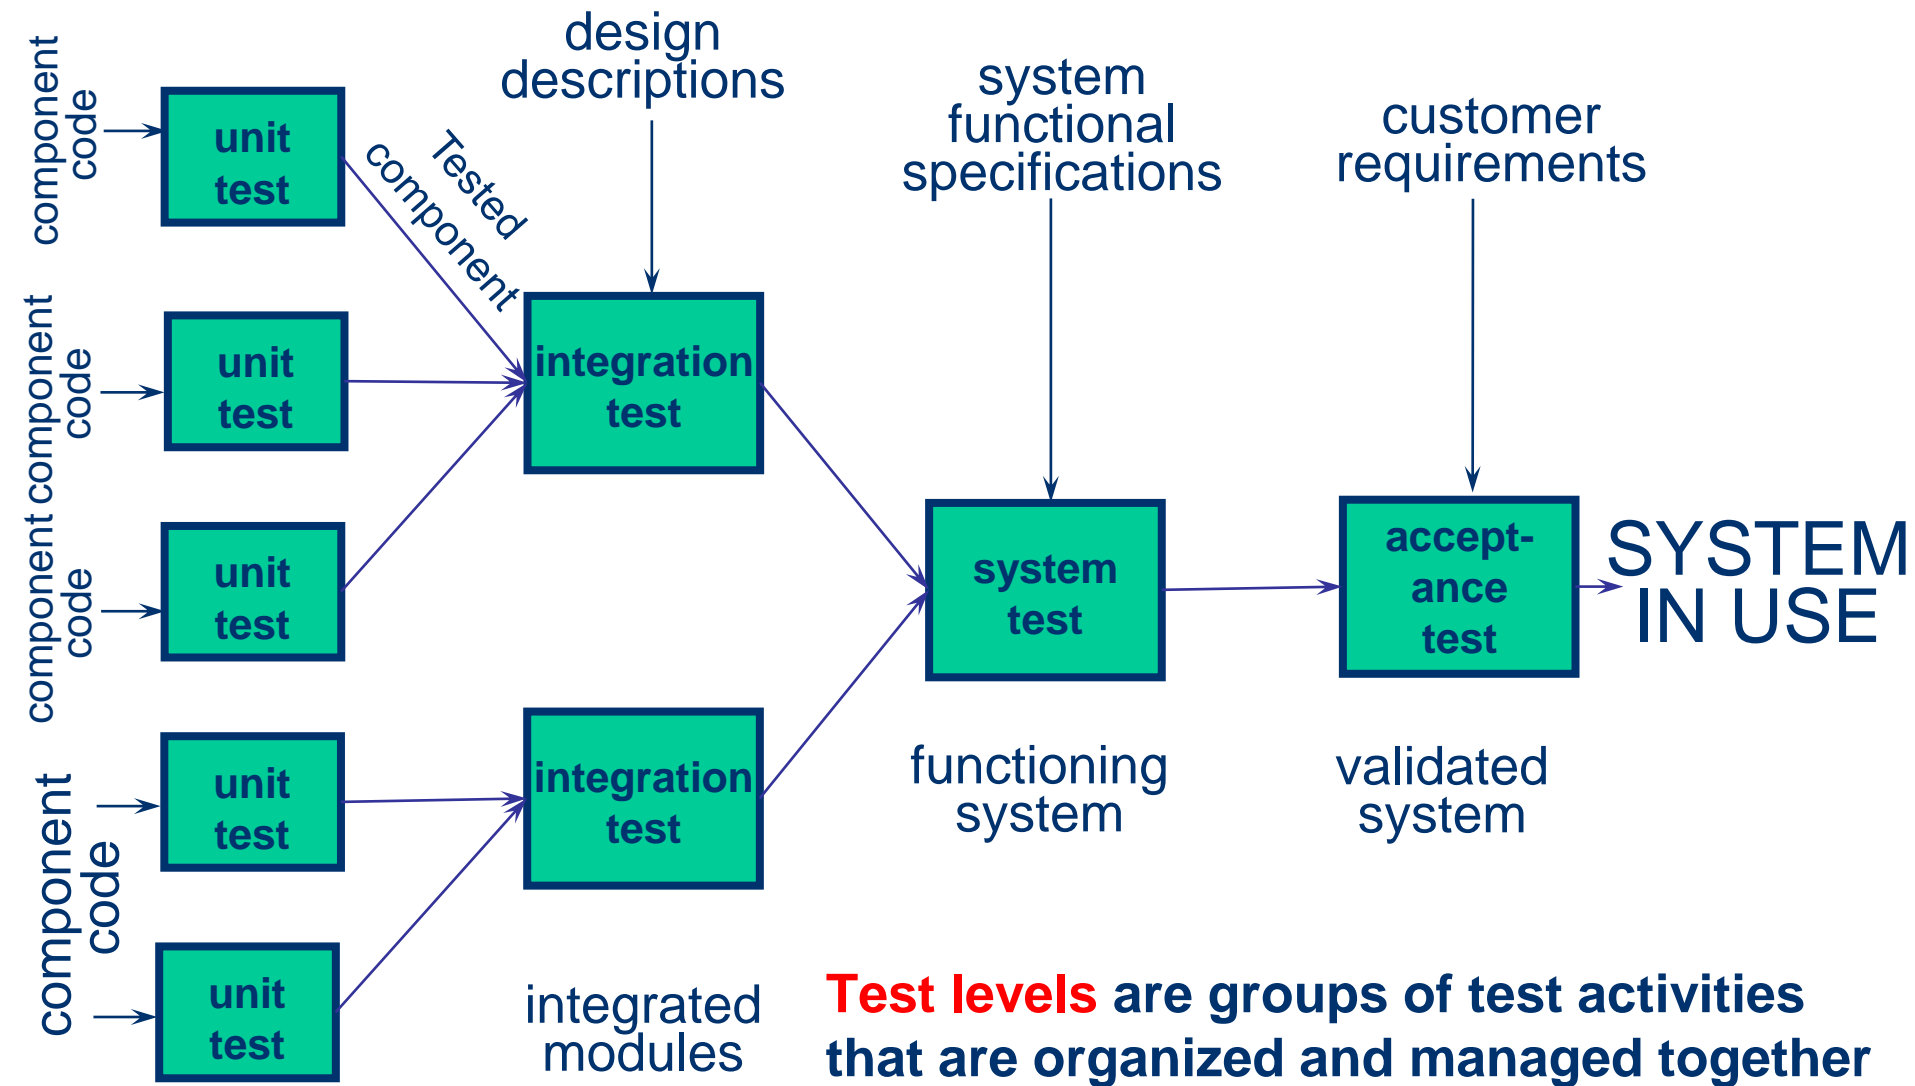 component
code
unit
test
component
code
unit
test
component
code
unit
test
component
code
unit
test
unit
test
Tested
component
design
descriptions
integration
test
integration
test
integrated
modules
system
functional
specifications
system
test
functioning
system
customer
requirements
accept-
ance
test
validated
system
SYSTEM
IN USE
Test levels are groups of test activities
that are organized and managed together